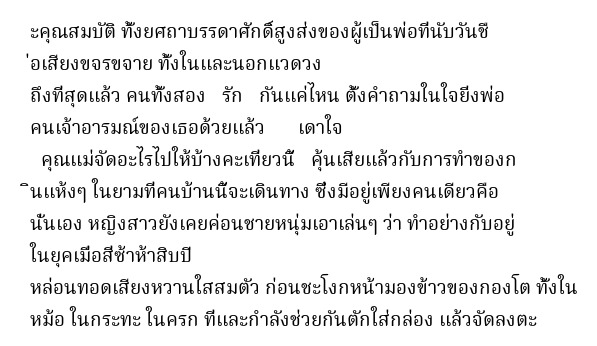 ะคุณสมบัติ ทั้งยศถาบรรดาศักดิ์สูงส่งของผู้เป็นพ่อที่นับวันชื่
่อเสียงขจรขจาย ทั้งในและนอกแวดวง
ถึงที่สุดแล้ว คนทั้งสอง รัก กันแค่ไหน ตั้งคำถามในใจยิ่งพ่อ
คนเจ้าอารมณ์ของเธอด้วยแล้ว เดาใจ
คุณแม่จัดอะไรไปให้บ้างคะเที่ยวนี้ คุ้นเสียแล้วกับการทำของก
ินแห้งๆ ในยามที่คนบ้านนี้จะเดินทาง ซึ่งมีอยู่เพียงคนเดียวคือ
นั่นเอง หญิงสาวยังเคยค่อนชายหนุ่มเอาเล่นๆ ว่า ทำอย่างกับอยู่
ในยุคเมื่อสี่ซ้าห้าสิบปี
หล่อนทอดเสียงหวานใสสมตัว ก่อนชะโงกหน้ามองข้าวของกองโต ทั้งใน
หม้อ ในกระทะ ในครก ที่และกำลังช่วยกันตักใส่กล่อง แล้วจัดลงตะ